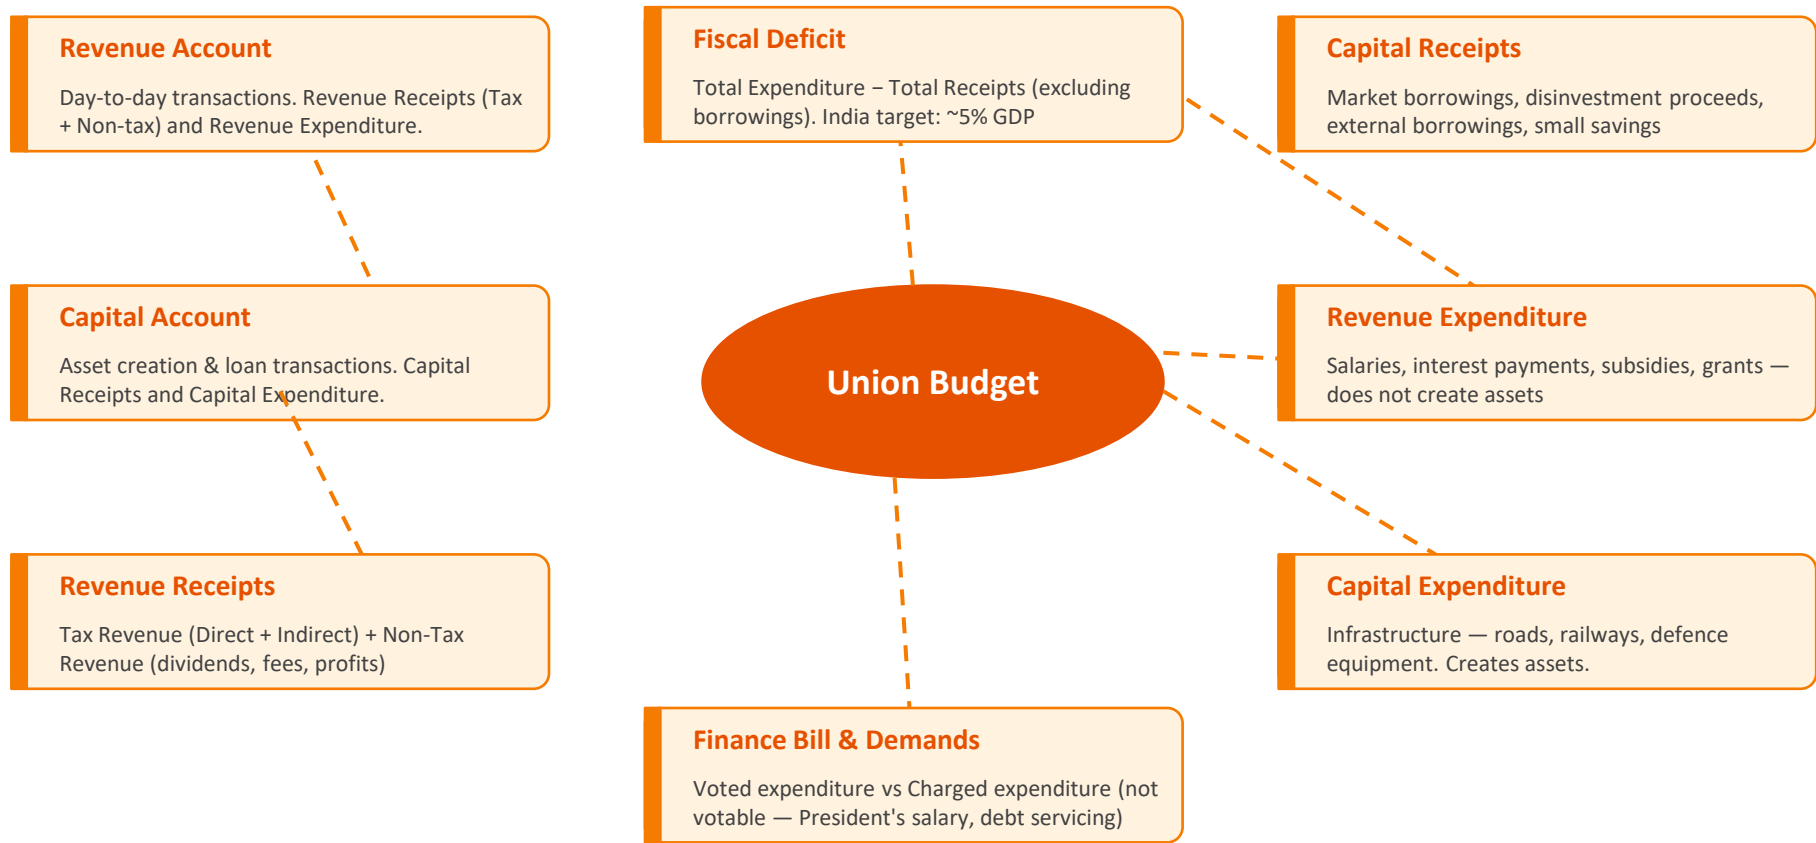 Revenue Account
Day-to-day transactions. Revenue Receipts (Tax
+ Non-tax) and Revenue Expenditure.
Fiscal Deficit
Total Expenditure − Total Receipts (excluding
borrowings). India target: ~5% GDP
Capital Receipts
Market borrowings, disinvestment proceeds,
external borrowings, small savings
Capital Account
Asset creation & loan transactions. Capital
Receipts and Capital Expenditure.
Union Budget
Revenue Expenditure
Salaries, interest payments, subsidies, grants —
does not create assets
Revenue Receipts
Tax Revenue (Direct + Indirect) + Non-Tax
Revenue (dividends, fees, profits)
Capital Expenditure
Infrastructure — roads, railways, defence
equipment. Creates assets.
Finance Bill & Demands
Voted expenditure vs Charged expenditure (not
votable — President's salary, debt servicing)